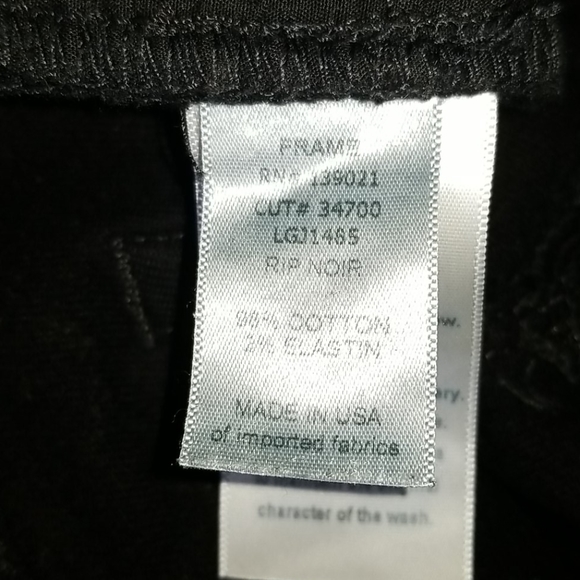 FRAME
RN# 139021
CUT# 34700
LGJ1485
RIP NOIR
98% COTTON
2% ELASTIN
MADE IN USA
of imported fabrics
character of the wash.